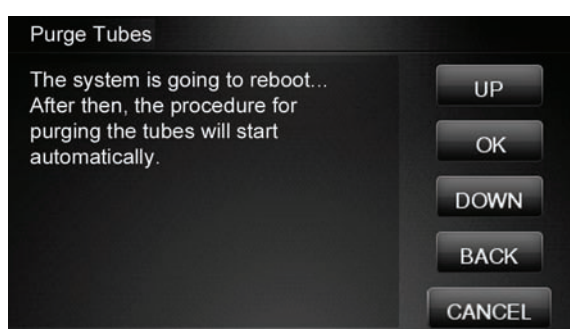 Purge Tubes
The system is going to reboot...
After then, the procedure for
purging the tubes will start
automatically.
UP
OK
DOWN
BACK
CANCEL